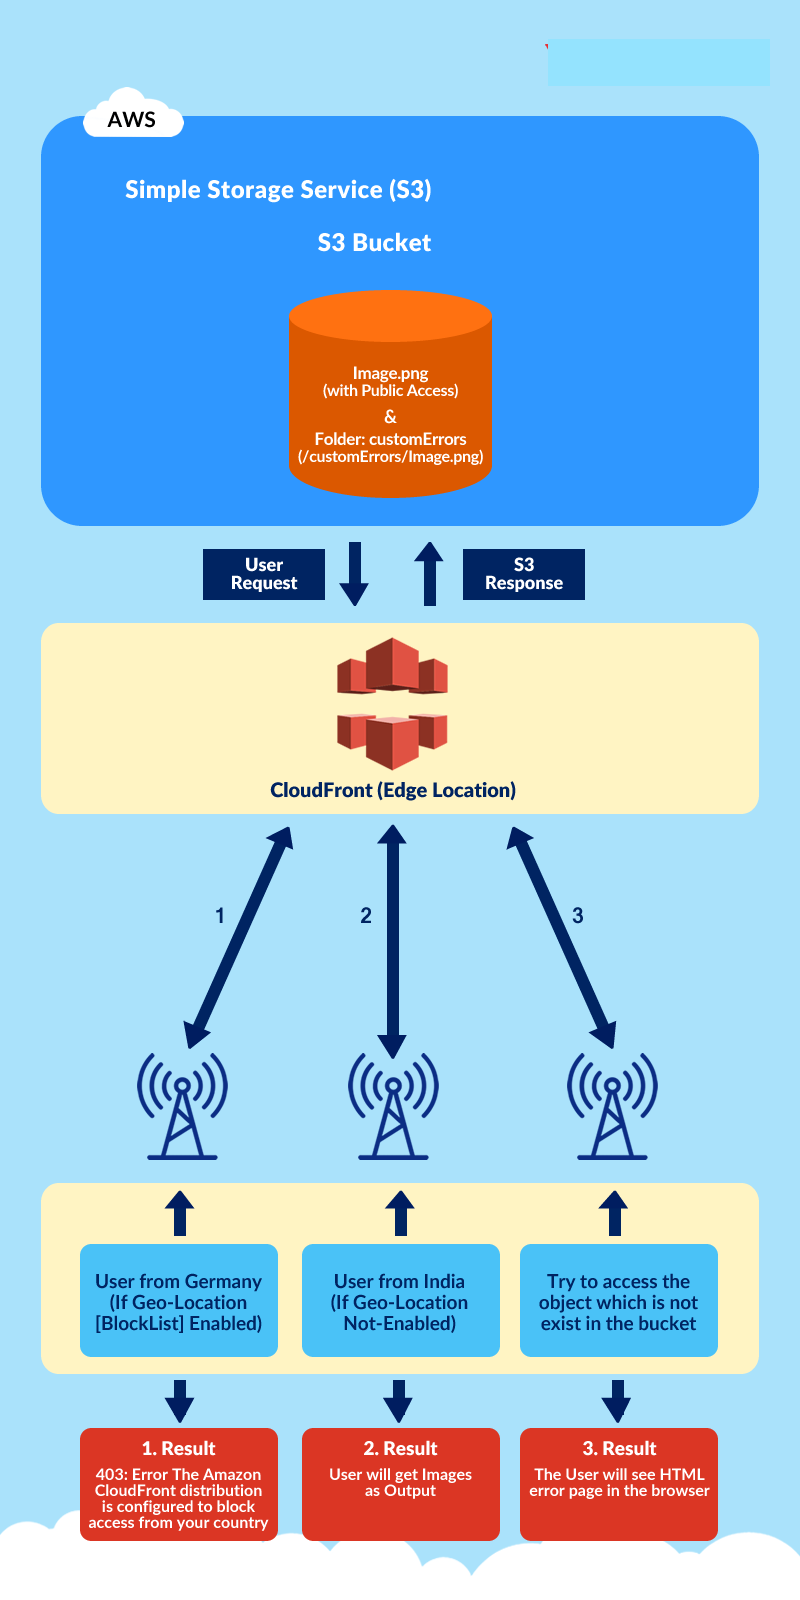 AWS
Simple Storage Service (S3)
S3 Bucket
Image.png
(with Public Access)
&
Folder: customErrors
(/customErrors/Image.png)
User
Request
S3
Response
CloudFront (Edge Location)
1
2
3
User from Germany
(If Geo-Location
[BlockList] Enabled)
User from India
(If Geo-Location
Not-Enabled)
Try to access the
object which is not
exist in the bucket
1. Result
403: Error The Amazon
CloudFront distribution
is configured to block
access from your country
2. Result
User will get Images
as Output
3. Result
The User will see HTML
error page in the browser